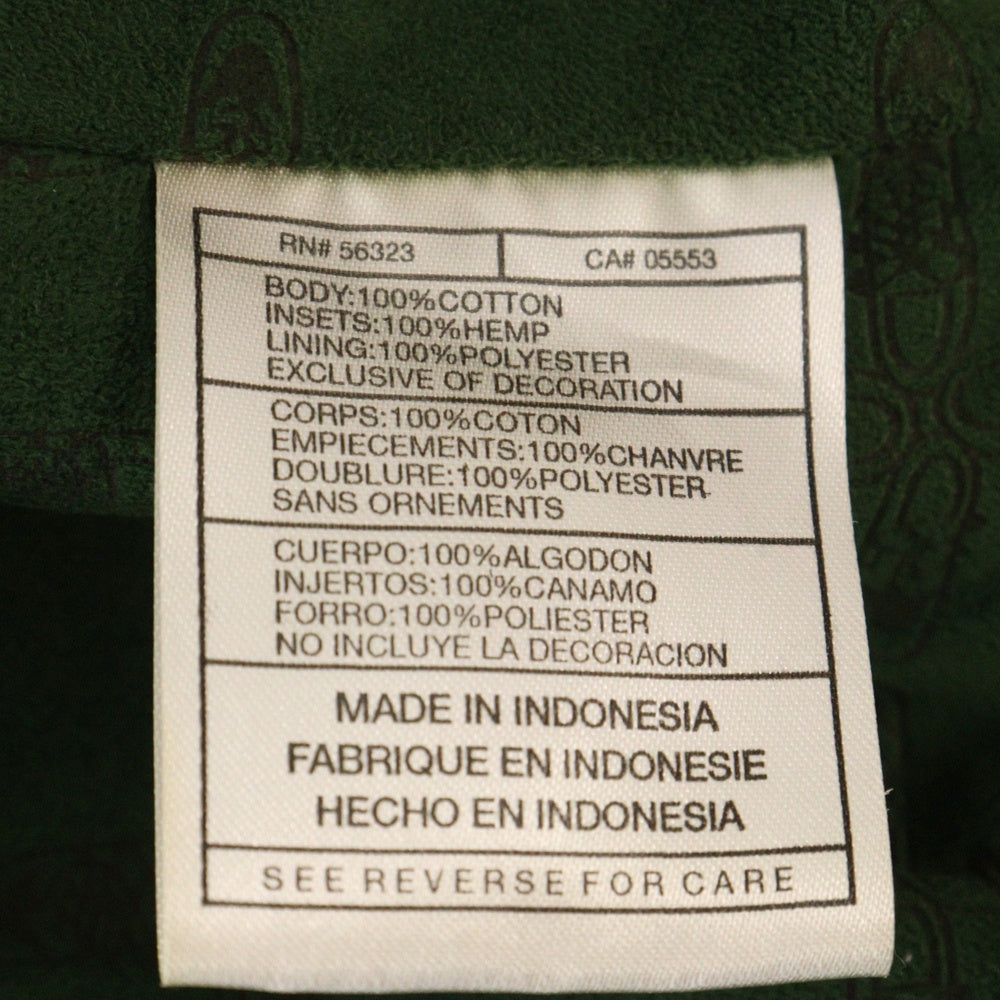 RN# 56323 CA# 05553
BODY:100%COTTON
INSETS:100%HEMP
LINING:100%POLYESTER
EXCLUSIVE OF DECORATION
CORPS:100%COTON
EMPIECEMENTS:100%CHANVRE
DOUBLURE:100%POLYESTER
SANS ORNEMENTS
CUERPO:100%ALGODON
INJERTOS:100%CANAMO
FORRO:100%POLIESTER
NO INCLUYE LA DECORACION
MADE IN INDONESIA
FABRIQUE EN INDONESIE
HECHO EN INDONESIA
SEE REVERSE FOR CARE